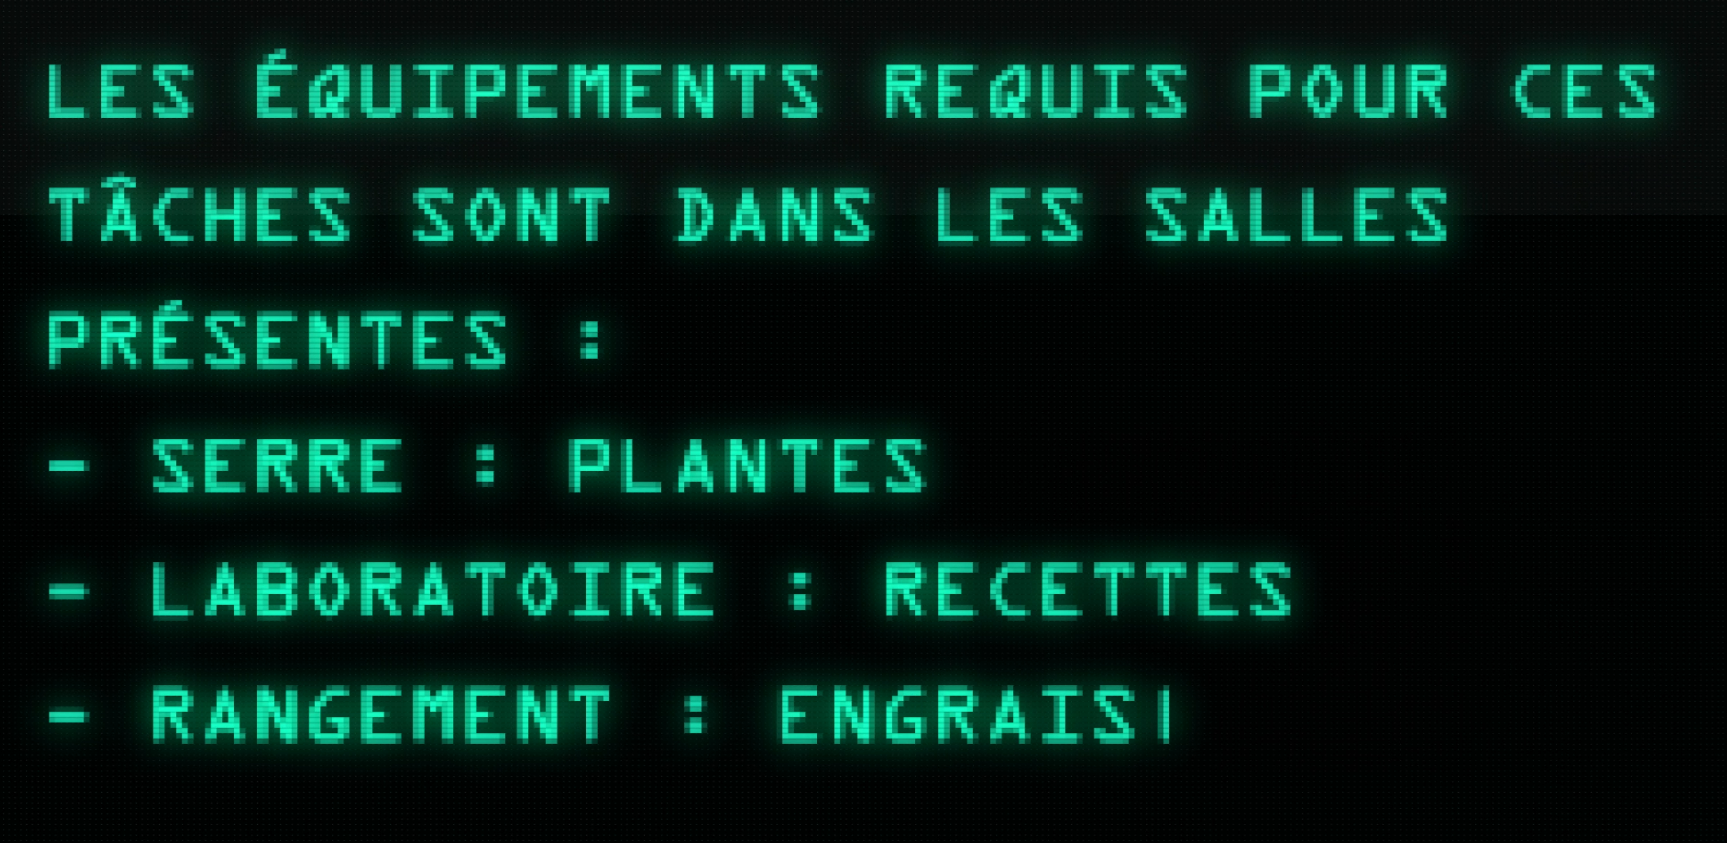 LES ÉQUIPEMENTS REQUIS POUR CES
TÂCHES SONT DANS LES SALLES
PRÉSENTES :
- SERRE : PLANTES
- LABORATOIRE : RECETTES
- RANGEMENT : ENGRAIS